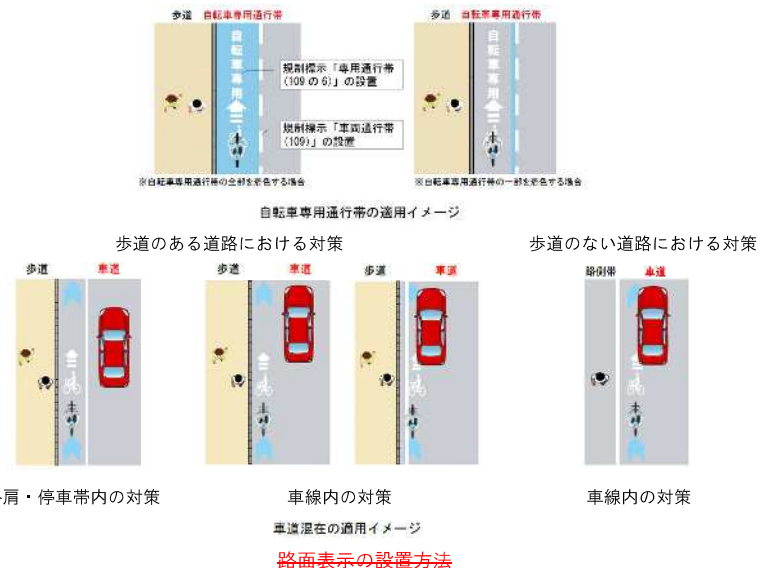 歩道 自転車専用通行帯
歩道 自転車専用通行帯
自転車専用
自転車専用
規制標示「専用通行帯
(109の6)」の設置
規制標示「車両通行帯
(109)」の設置
※自転車専用通行帯の全部を着色する場合
※自転車専用通行帯の一部を着色する場合
自転車専用通行帯の適用イメージ
歩道のある道路における対策
歩道のない道路における対策
歩道 車道
歩道 車道
歩道 車道
路側帯 車道
肩・停車帯内の対策
車線内の対策
車線内の対策
車道混在の適用イメージ
路面表示の設置方法